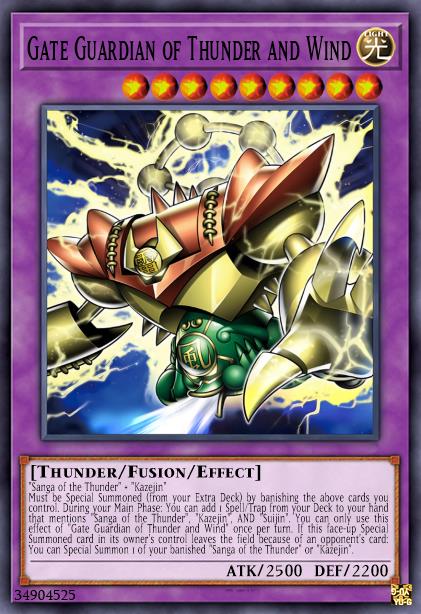 Gate Guardian of Thunder and Wind
LIGHT
光
風
[Thunder/Fusion/Effect]
"Sanga of the Thunder" + "Kazejin"
Must be Special Summoned (from your Extra Deck) by banishing the above cards you
control. During your Main Phase: You can add 1 Spell/Trap from your Deck to your hand
that mentions "Sanga of the Thunder", "Kazejin", AND "Suijin". You can only use this
effect of "Gate Guardian of Thunder and Wind" once per turn. If this face-up Special
Summoned card in its owner's control leaves the field because of an opponent's card:
You can Special Summon 1 of your banished "Sanga of the Thunder" or "Kazejin".
ATK/2500 DEF/2200
34904525